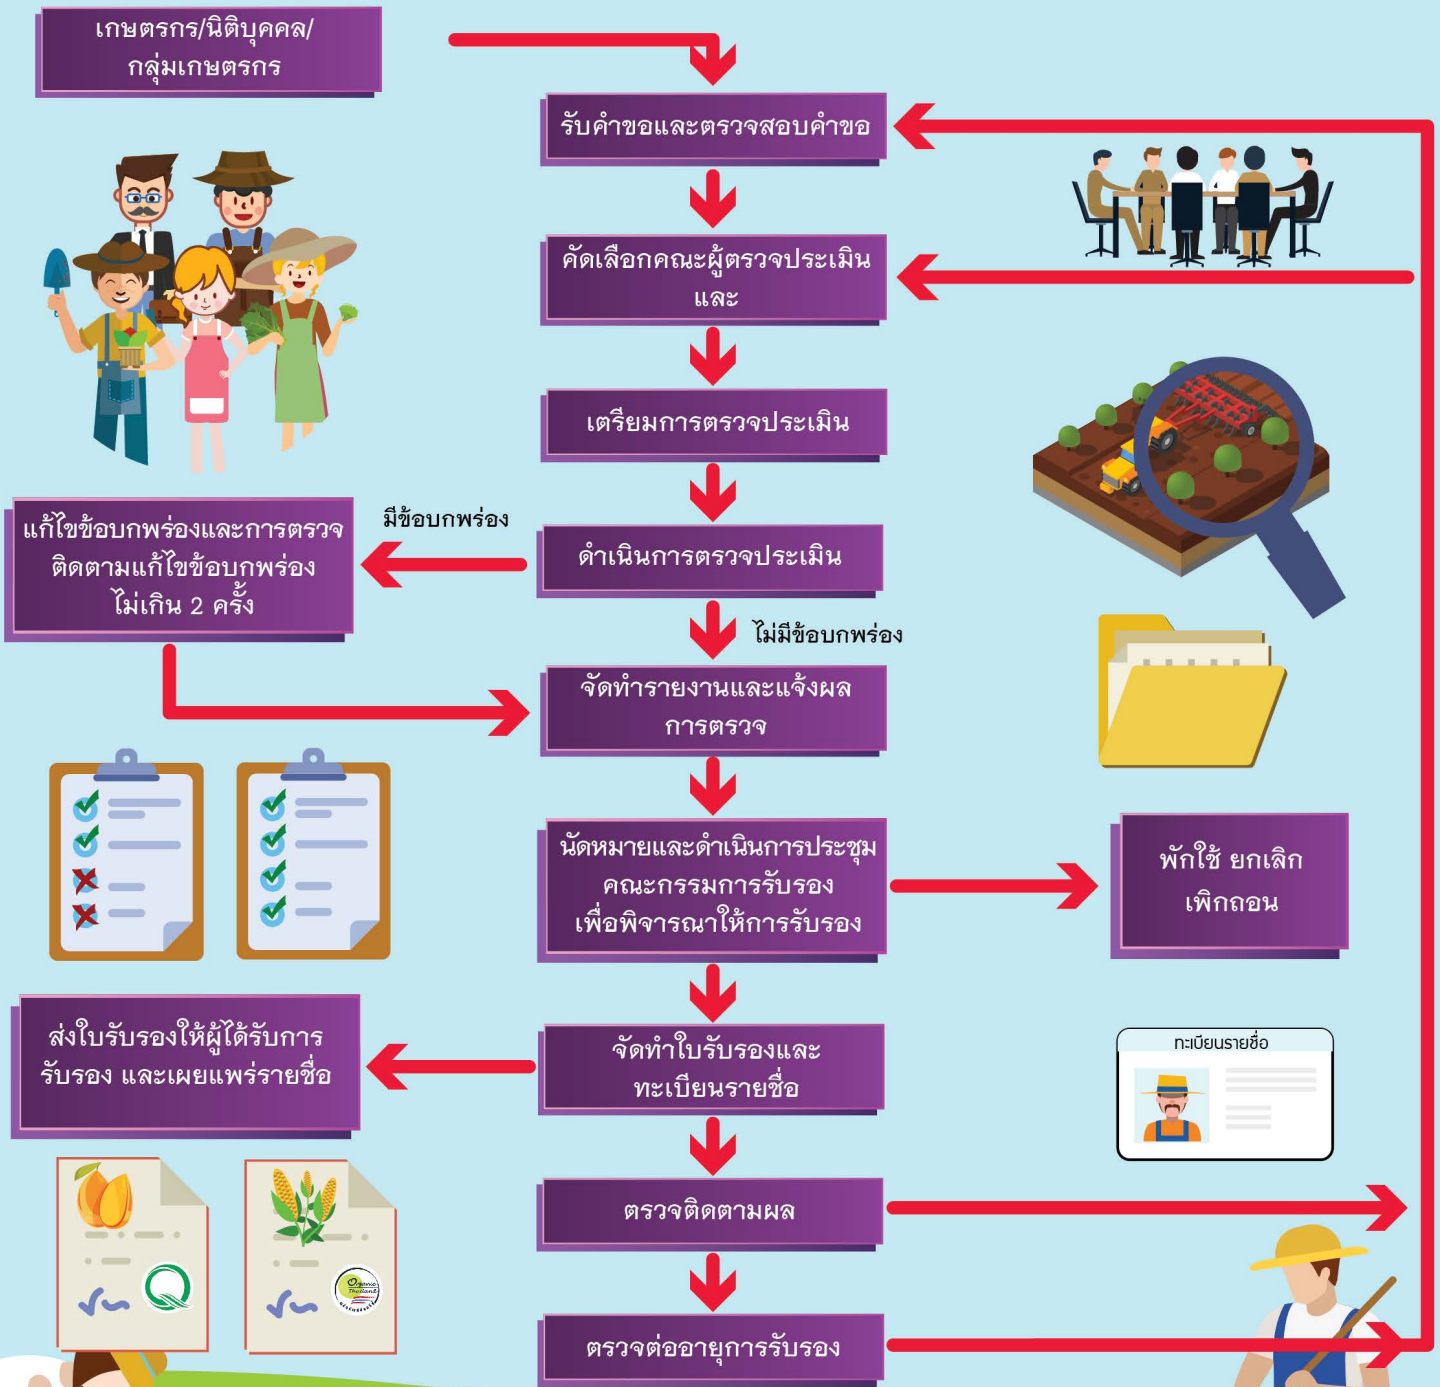 เกษตรกร/นิติบุคคล/
กลุ่มเกษตรกร
รับคำขอและตรวจสอบคำขอ
คัดเลือกคณะผู้ตรวจประเมิน
และ
เตรียมการตรวจประเมิน
แก้ไขข้อบกพร่องและการตรวจ
ติดตามแก้ไขข้อบกพร่อง
ไม่เกิน 2 ครั้ง
มีข้อบกพร่อง
ดำเนินการตรวจประเมิน
ไม่มีข้อบกพร่อง
จัดทำรายงานและแจ้งผล
การตรวจ
นัดหมายและดำเนินการประชุม
คณะกรรมการรับรอง
เพื่อพิจารณาให้การรับรอง
พักใช้ ยกเลิก
เพิกถอน
ส่งใบรับรองให้ผู้ได้รับการ
รับรอง และเผยแพร่รายชื่อ
จัดทำใบรับรองและ
ทะเบียนรายชื่อ
ทะเบียนรายชื่อ
ตรวจติดตามผล
Q
Organic
Thailand
ตรวจต่ออายุการรับรอง